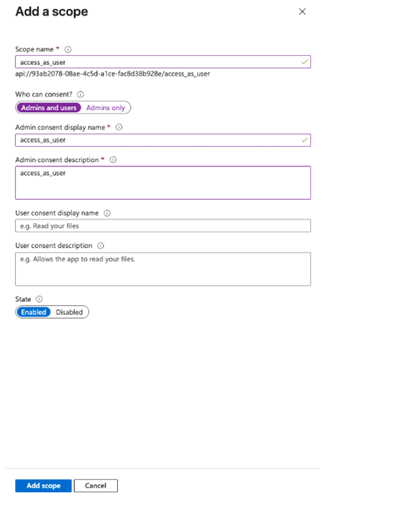 Add a scope
Scope name *
access_as_user
api://93ab2078-08ae-4c5d-a1ce-fac8d38b928e/access_as_user
Who can consent?
Admins and users Admins only
Admin consent display name *
access_as_user
Admin consent description *
access_as_user
User consent display name
e.g. Read your files
User consent description
e.g. Allows the app to read your files.
State
Enabled Disabled
Add scope Cancel